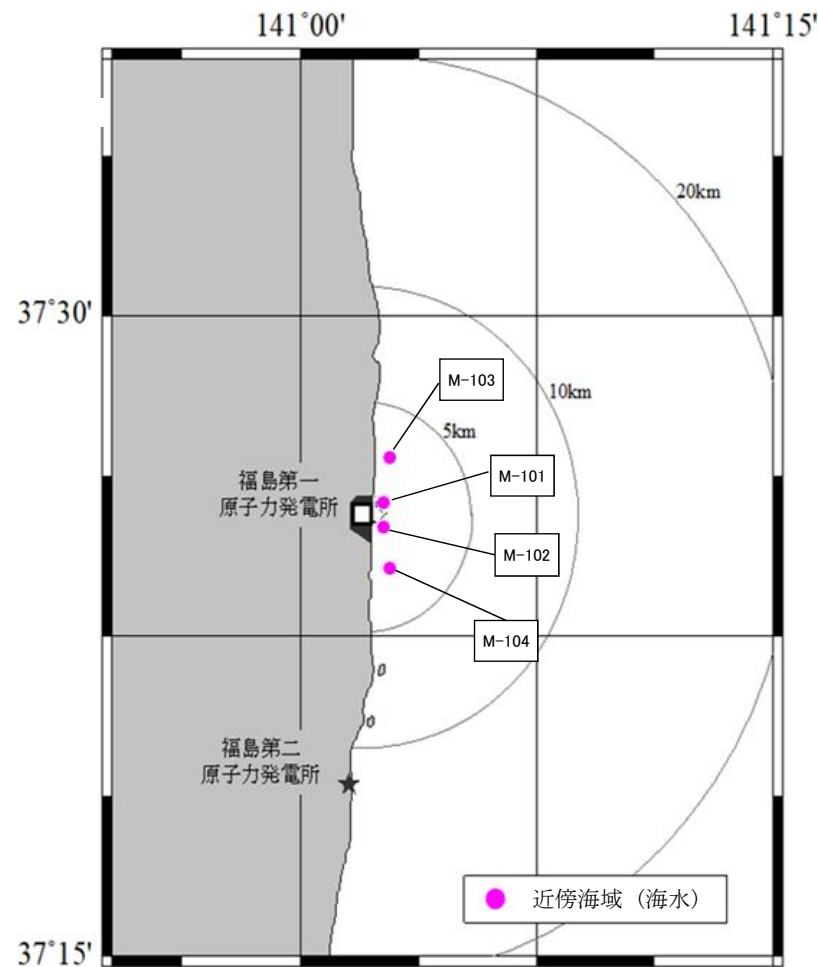 141°00'
141°15'
20km
37°30'
M-103
10km
5km
M-101
福島第一
原子力発電所
M-102
M-104
福島第二
原子力発電所
近傍海域（海水）
37°15'